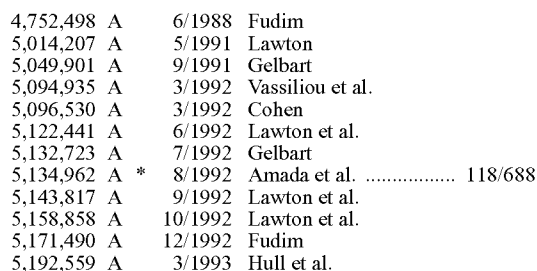 4,752,498 A 6/1988 Fudim
5,014,207 A 5/1991 Lawton
5,049,901 A 9/1991 Gelbart
5,094,935 A 3/1992 Vassiliou et al.
5,096,530 A 3/1992 Cohen
5,122,441 A 6/1992 Lawton et al.
5,132,723 A 7/1992 Gelbart
5,134,962 A * 8/1992 Amada et al. ................. 118/688
5,143,817 A 9/1992 Lawton et al.
5,158,858 A 10/1992 Lawton et al.
5,171,490 A 12/1992 Fudim
5,192,559 A 3/1993 Hull et al.